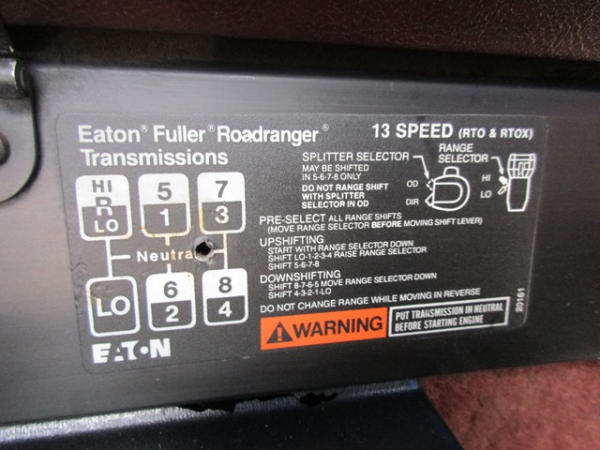 Eaton® Fuller® Roadranger® 13 SPEED (RTO & RTOX)
Transmissions
SPLITTER SELECTOR
MAY BE SHIFTED
IN 5-6-7-8 ONLY
DO NOT RANGE SHIFT
WITH SPLITTER
SELECTOR IN OD
OD
DIR
RANGE
SELECTOR
HI
LO
HI
R
LO
5
1
7
3
Neutral
LO
6
2
8
4
PRE-SELECT ALL RANGE SHIFTS
(MOVE RANGE SELECTOR BEFORE MOVING SHIFT LEVER)
UPSHIFTING
START WITH RANGE SELECTOR DOWN
SHIFT LO-1-2-3-4 RAISE RANGE SELECTOR
SHIFT 5-6-7-8
DOWNSHIFTING
SHIFT 8-7-6-5 MOVE RANGE SELECTOR DOWN
SHIFT 4-3-2-1-LO
DO NOT CHANGE RANGE WHILE MOVING IN REVERSE
WARNING
PUT TRANSMISSION IN NEUTRAL
BEFORE STARTING ENGINE
20161
EATON